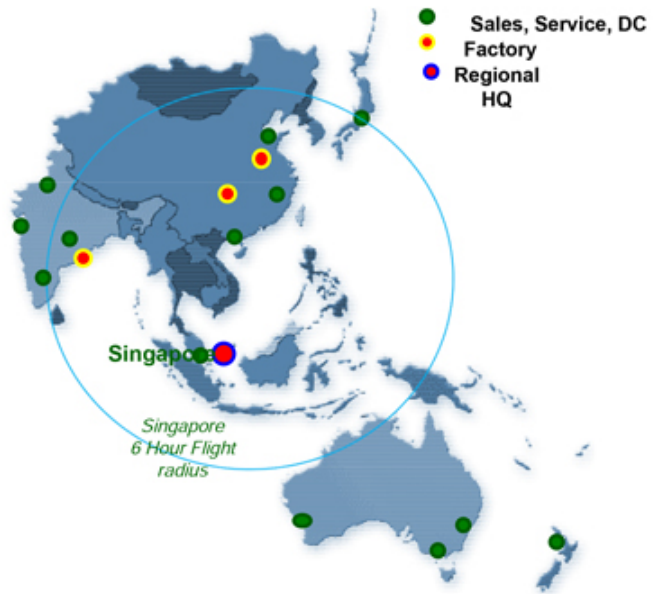 Sales, Service, DC
Factory
Regional
HQ
Singapore
Singapore
6 Hour Flight
radius